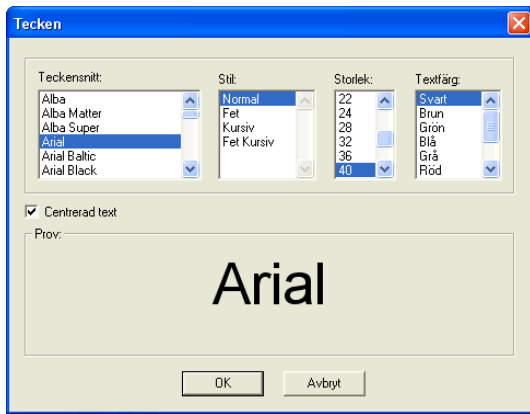 Tecken
Teckensnitt:
Alba
Alba Matter
Alba Super
Arial
Arial Baltic
Arial Black
Stil:
Normal
Fet
Kursiv
Fet Kursiv
Storlek:
22
24
28
32
36
40
Textfärg:
Svart
Brun
Grön
Blå
Grå
Röd
Centrerad text
Prov:
Arial
OK
Avbryt